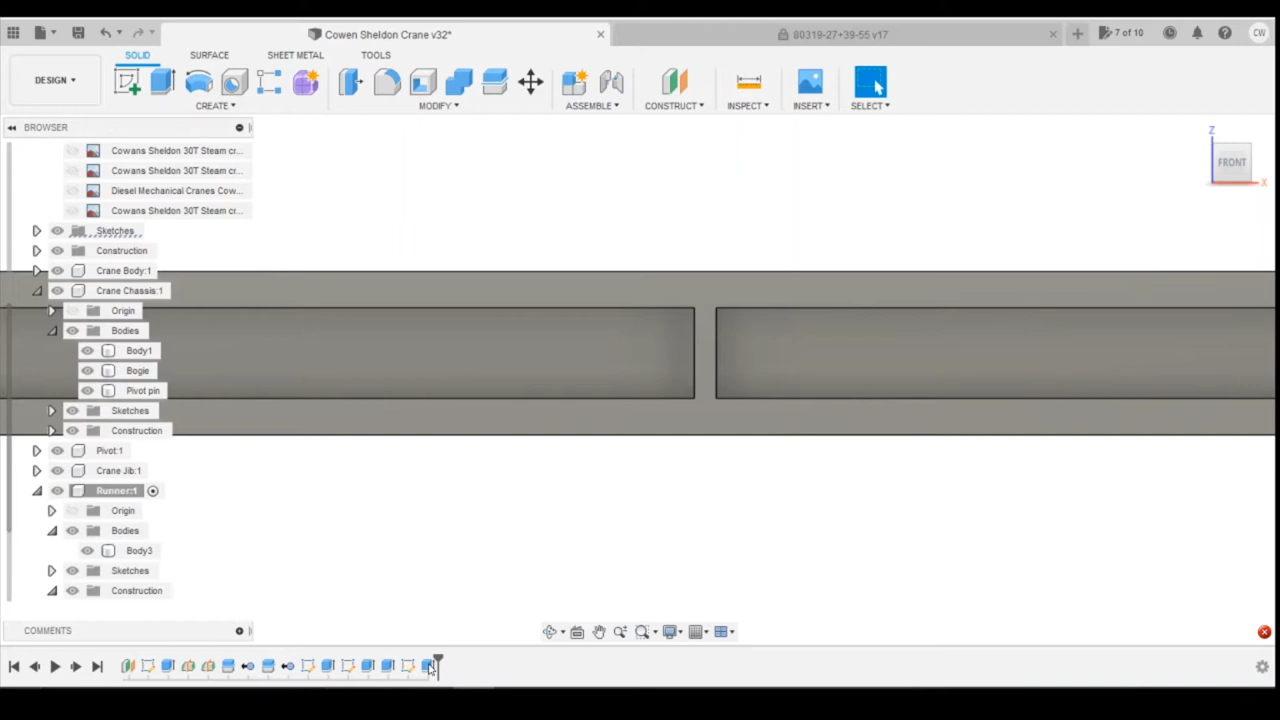 Cowen Sheldon Crane v32*
80319-27+39-55 v17
7 of 10
CW
SOLID
SURFACE
SHEET METAL
TOOLS
DESIGN
CREATE
MODIFY
ASSEMBLE
CONSTRUCT
INSPECT
INSERT
SELECT
BROWSER
Cowans Sheldon 30T Steam cr...
Cowans Sheldon 30T Steam cr...
Diesel Mechanical Cranes Cow...
Cowans Sheldon 30T Steam cr...
Sketches
Construction
Crane Body:1
Crane Chassis:1
Origin
Bodies
Body1
Bogie
Pivot pin
Sketches
Construction
Pivot:1
Crane Jib:1
Runner:1
Origin
Bodies
Body3
Sketches
Construction
COMMENTS
Z
FRONT
X